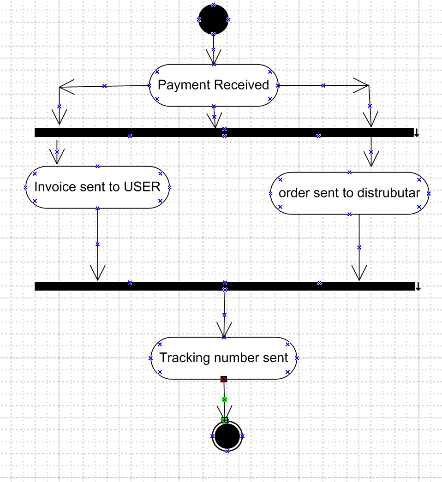 Payment Received
Invoice sent to USER
order sent to distrubutar
Tracking number sent